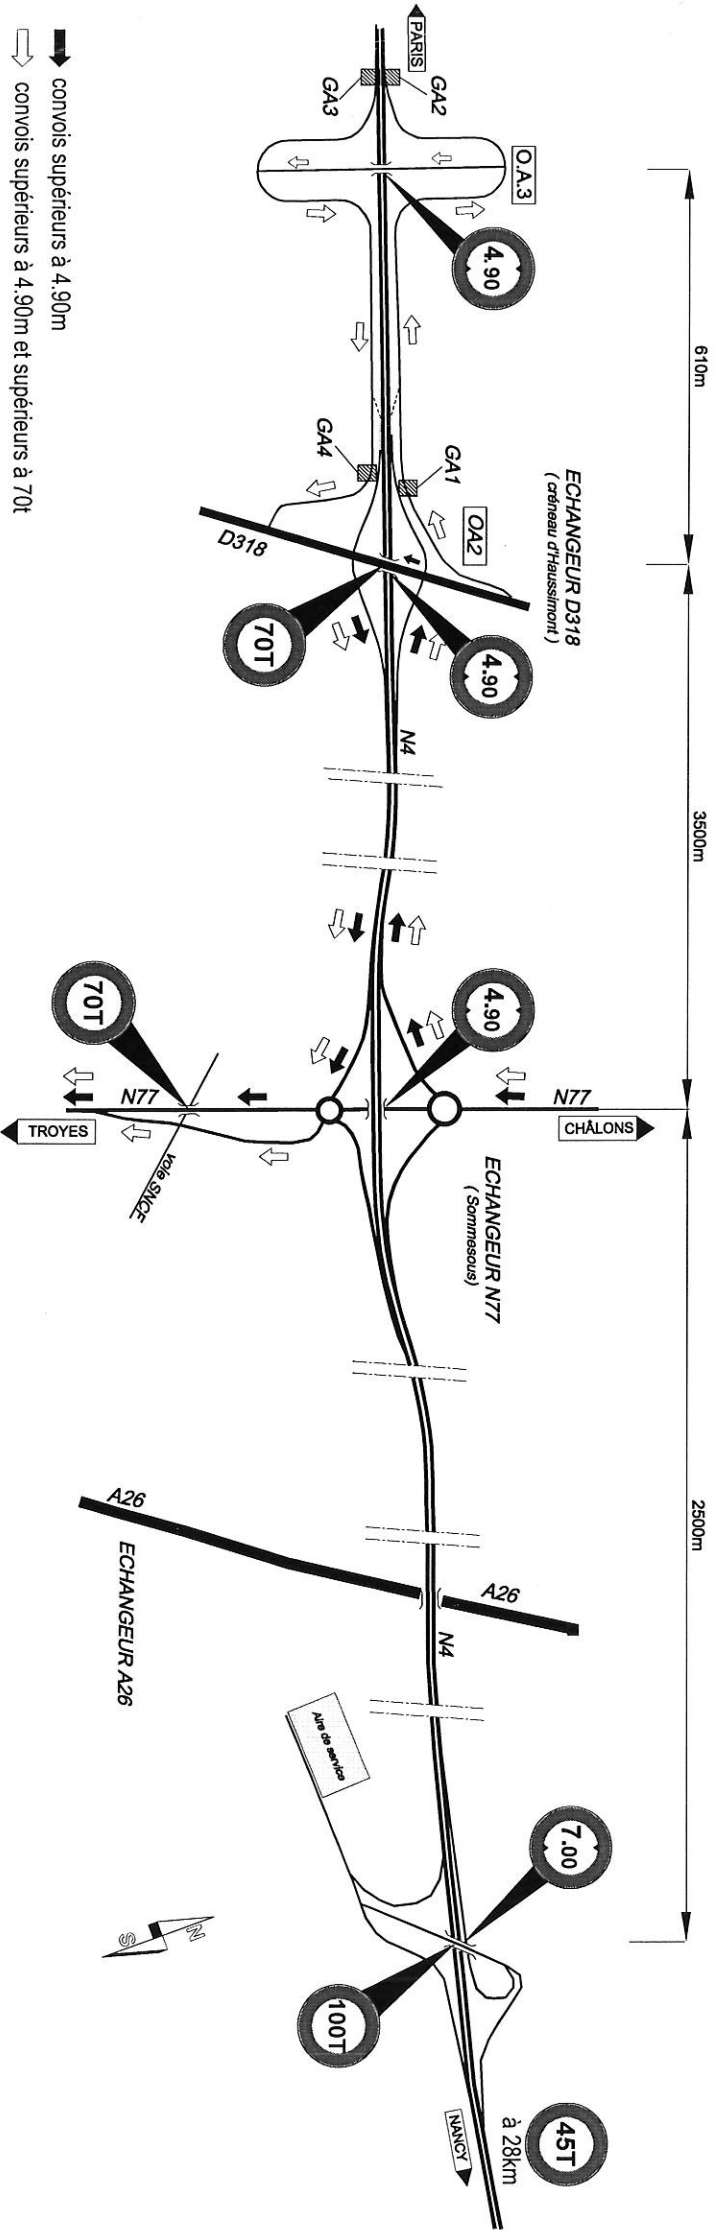 PARIS
GA2
GA3
O.A.3
4.90
610m
GA1
GA4
OA2
ECHANGEUR D318
( créneau d'Haussimont )
D318
70T
4.90
N4
3500m
4.90
70T
N77
N77
TROYES
CHÂLONS
voie SNCF
ECHANGEUR N77
( Sommesous)
2500m
A26
A26
ECHANGEUR A26
N4
Aire de service
7.00
100T
N
S
45T
à 28km
NANCY
convois supérieurs à 4.90m
convois supérieurs à 4.90m et supérieurs à 70t